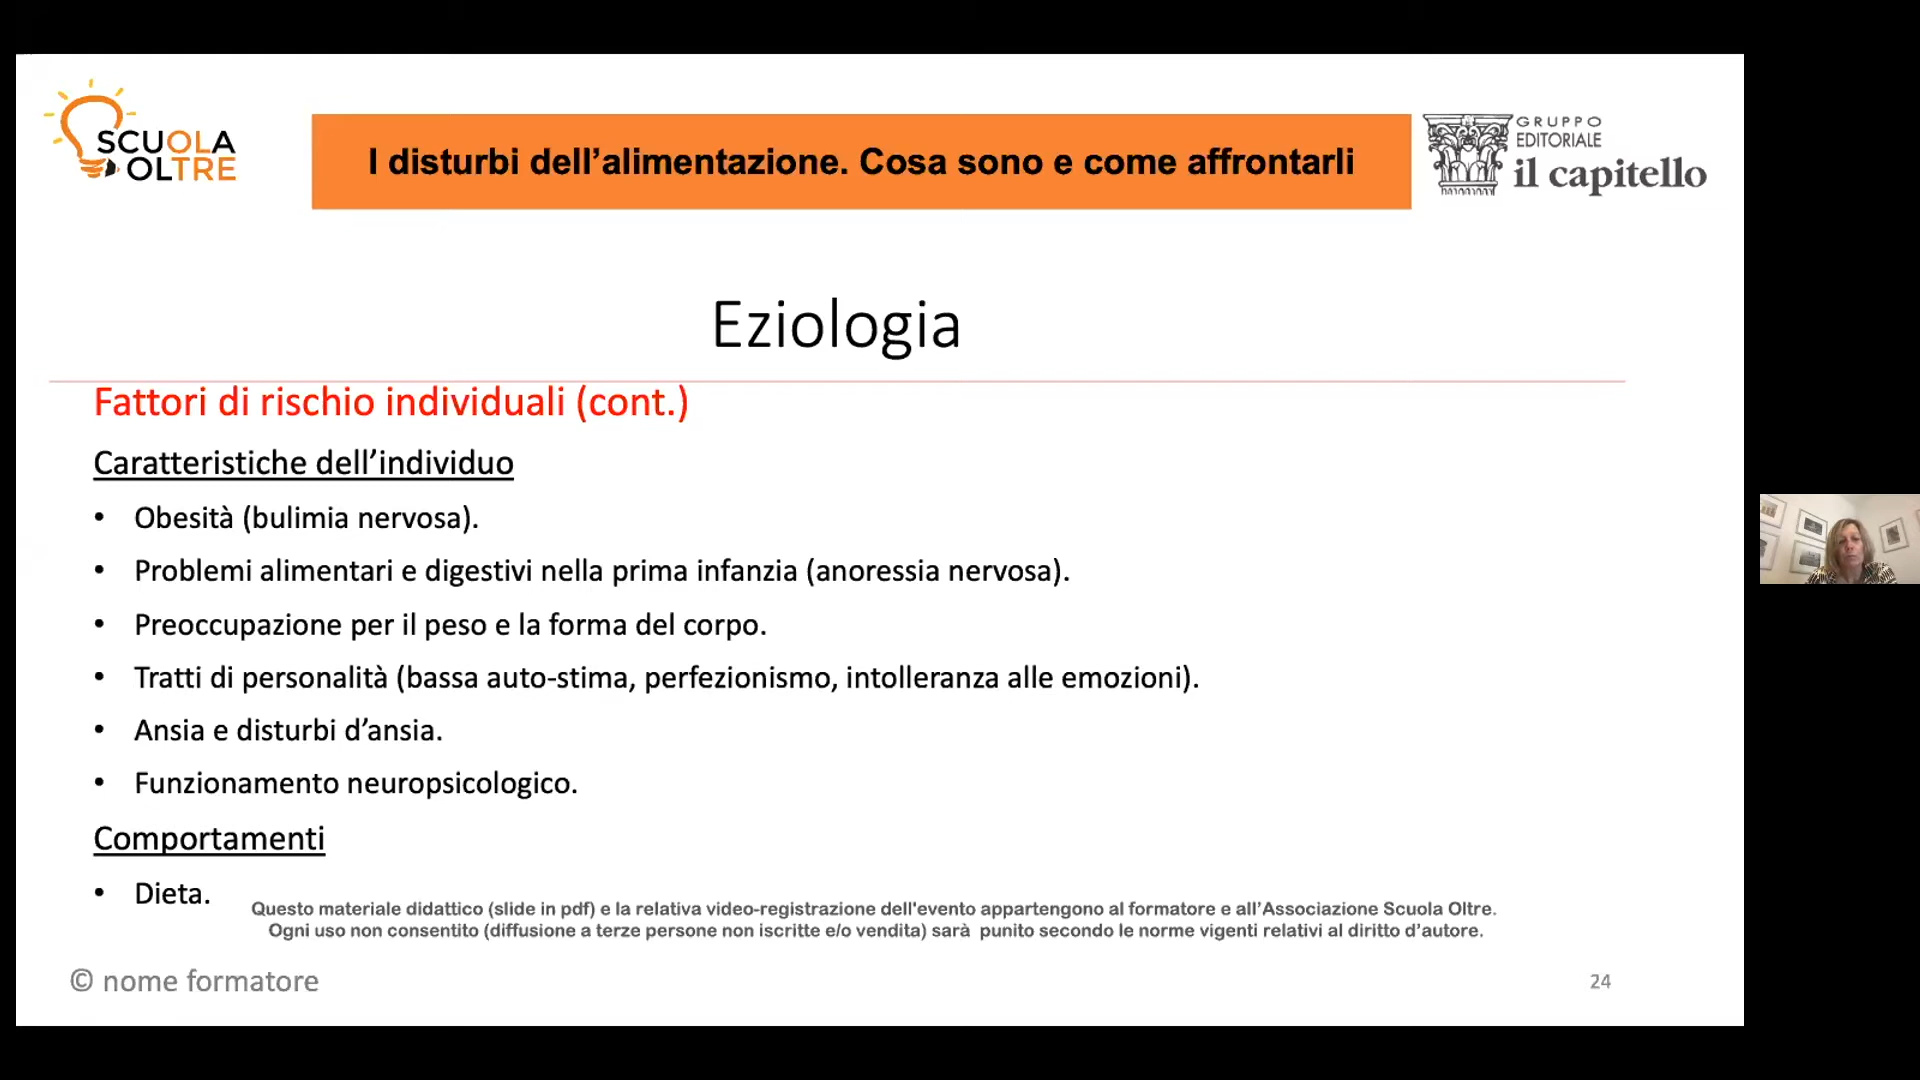 SCUOLA
OLTRE
I disturbi dell’alimentazione. Cosa sono e come affrontarli
GRUPPO
EDITORIALE
il capitello
Eziologia
Fattori di rischio individuali (cont.)
Caratteristiche dell’individuo
• Obesità (bulimia nervosa).
• Problemi alimentari e digestivi nella prima infanzia (anoressia nervosa).
• Preoccupazione per il peso e la forma del corpo.
• Tratti di personalità (bassa auto-stima, perfezionismo, intolleranza alle emozioni).
• Ansia e disturbi d’ansia.
• Funzionamento neuropsicologico.
Comportamenti
• Dieta.
Questo materiale didattico (slide in pdf) e la relativa video-registrazione dell'evento appartengono al formatore e all’Associazione Scuola Oltre.
Ogni uso non consentito (diffusione a terze persone non iscritte e/o vendita) sarà punito secondo le norme vigenti relativi al diritto d’autore.
© nome formatore
24